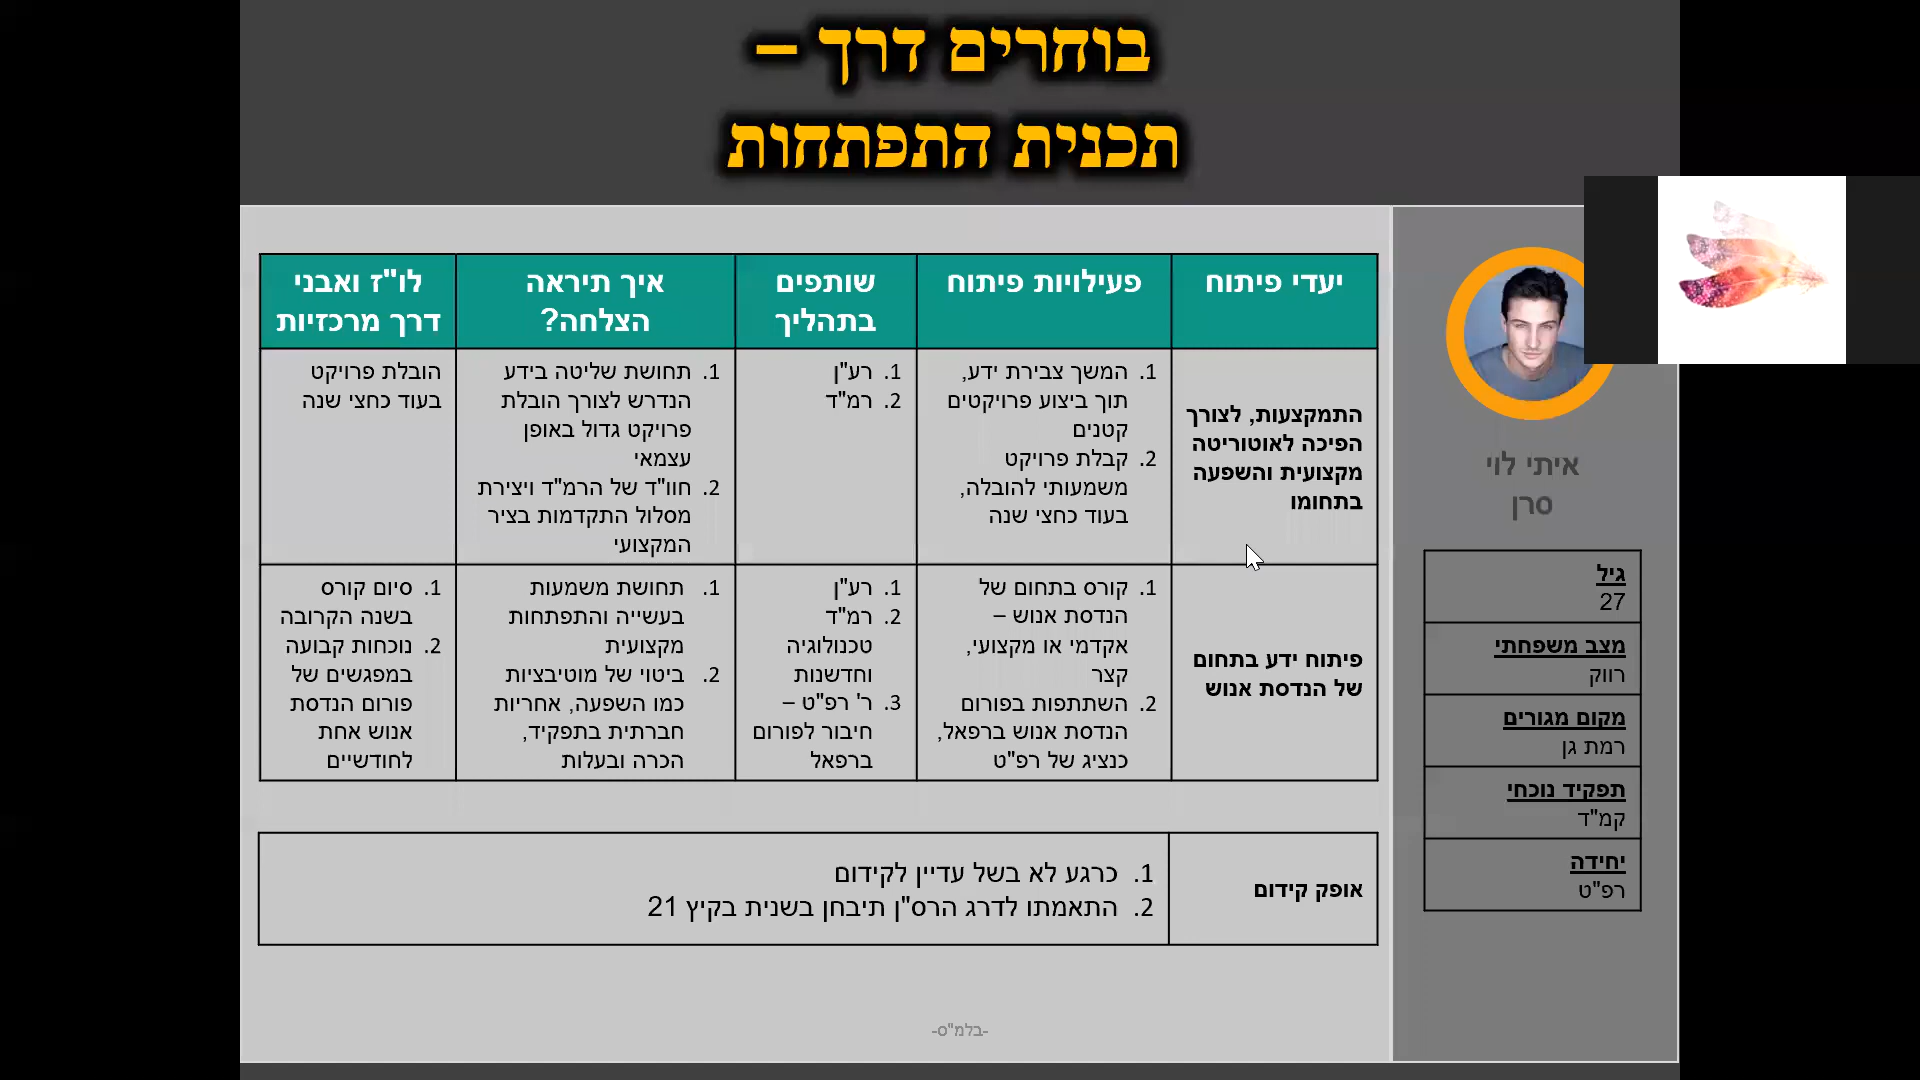 בוחרים דרך –
תכנית התפתחות
יעדי פיתוח
פעילויות פיתוח
שותפים
בתהליך
איך תיראה
הצלחה?
לו"ז ואבני
דרך מרכזיות
התמקצעות, לצורך
הפיכה לאוטוריטה
מקצועית והשפעה
בתחומו
1. המשך צבירת ידע,
תוך ביצוע פרויקטים
קטנים
2. קבלת פרויקט
משמעותי להובלה,
בעוד כחצי שנה
1. רע"ן
2. רמ"ד
1. תחושת שליטה בידע
הנדרש לצורך הובלת
פרויקט גדול באופן
עצמאי
2. חוו"ד של הרמ"ד ויצירת
מסלול התקדמות בציר
המקצועי
הובלת פרויקט
בעוד כחצי שנה
פיתוח ידע בתחום
של הנדסת אנוש
1. קורס בתחום של
הנדסת אנוש –
אקדמי או מקצועי,
קצר
2. השתתפות בפורום
הנדסת אנוש ברפאל,
כנציג של רפ"ט
1. רע"ן
2. רמ"ד
טכנולוגיה
וחדשנות
3. ר' רפ"ט –
חיבור לפורום
ברפאל
1. תחושת משמעות
בעשייה והתפתחות
מקצועית
2. ביטוי של מוטיבציות
כמו השפעה, אחריות
חברתית בתפקיד,
הכרה ובעלות
1. סיום קורס
בשנה הקרובה
2. נוכחות קבועה
במפגשים של
פורום הנדסת
אנוש אחת
לחודשיים
אופק קידום
1. כרגע לא בשל עדיין לקידום
2. התאמתו לדרג הרס"ן תיבחן בשנית בקיץ 21
איתי לוי
סרן
גיל
27
מצב משפחתי
רווק
מקום מגורים
רמת גן
תפקיד נוכחי
קמ"ד
יחידה
רפ"ט
-בלמ"ס-